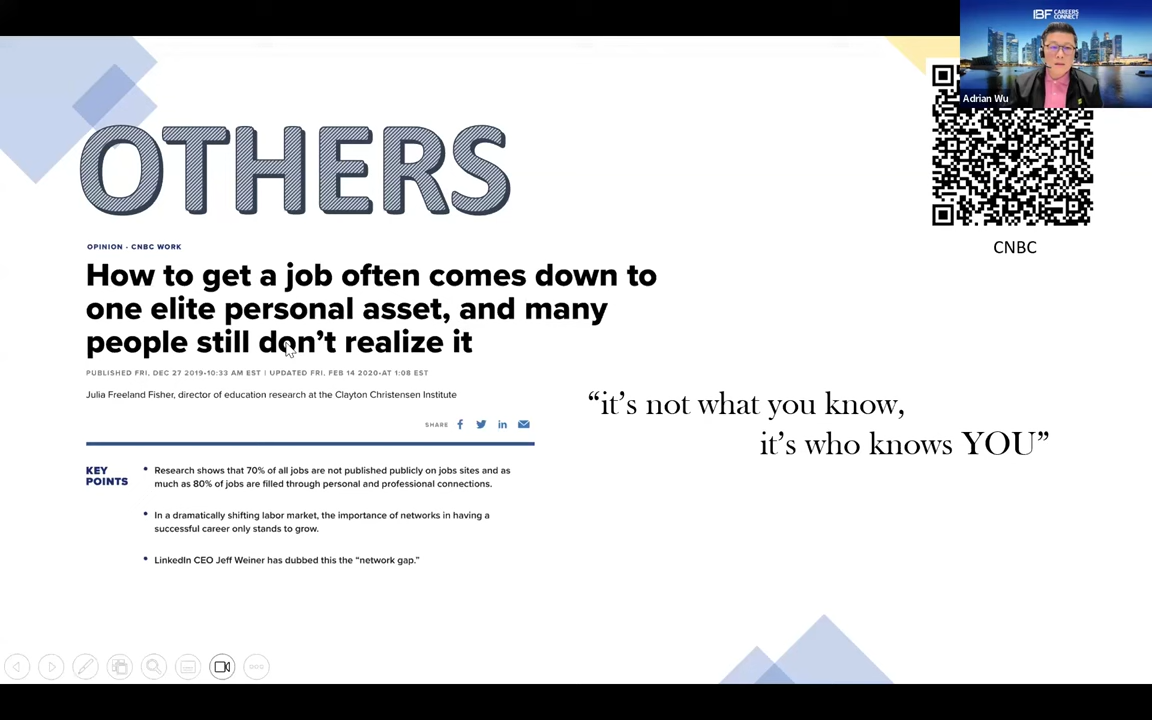 IBF CAREERS
CONNECT
Adrian Wu
OTHERS
CNBC
OPINION - CNBC WORK
How to get a job often comes down to
one elite personal asset, and many
people still don’t realize it
PUBLISHED FRI, DEC 27 2019•10:33 AM EST | UPDATED FRI, FEB 14 2020•AT 1:08 EST
Julia Freeland Fisher, director of education research at the Clayton Christensen Institute
SHARE
“it’s not what you know,
it’s who knows YOU”
KEY
POINTS
• Research shows that 70% of all jobs are not published publicly on jobs sites and as
much as 80% of jobs are filled through personal and professional connections.
• In a dramatically shifting labor market, the importance of networks in having a
successful career only stands to grow.
• LinkedIn CEO Jeff Weiner has dubbed this the “network gap.”